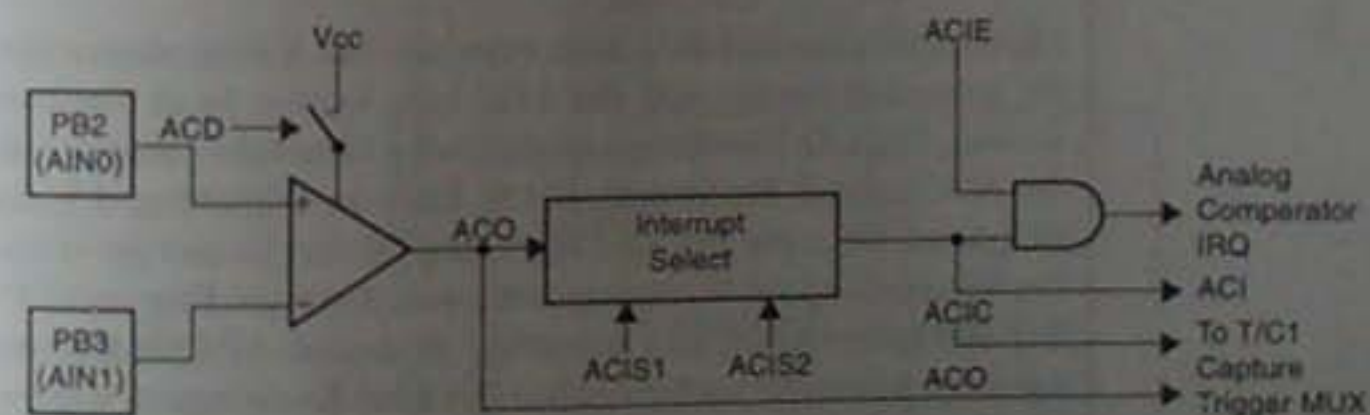 Vcc
ACIE
PB2
(AIN0)
ACD
+
ACO
Interrupt
Select
Analog
Comperator
IRQ
ACI
−
PB3
(AIN1)
ACIS1
ACIS2
ACIC
To T/C1
Capture
Trigger MUX
ACO